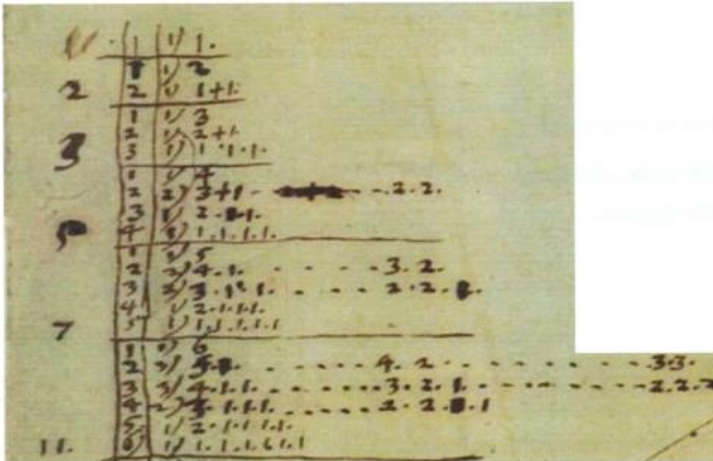 1 1) 1.
1 1) 2
2 2 1) 1+1
1 1) 3
2 1) 2+1
3 3 1) 1.1.1.
1 1) 4
2 2) 3+1 - - 2.2.
3 1) 2.1.1.
5 4 1) 1.1.1.1.
1 1) 5
2 2) 4.1. - - - - - 3.2.
3 2) 3.1.1. - - - - - 2.2.1.
4 1) 2.1.1.1.
7 5 1) 1.1.1.1.1
1 1) 6
2 3) 5.1. - - - - - 4.2 - - - - - - - 3.3.
3 3) 4.1.1. - - - - - 3.2.1. - - - - - - - 2.2.2
4 2) 3.1.1.1. - - - - - 2.2.1.1
5 1) 2.1.1.1.1.
11. 6) 1) 1.1.1.1.1.1